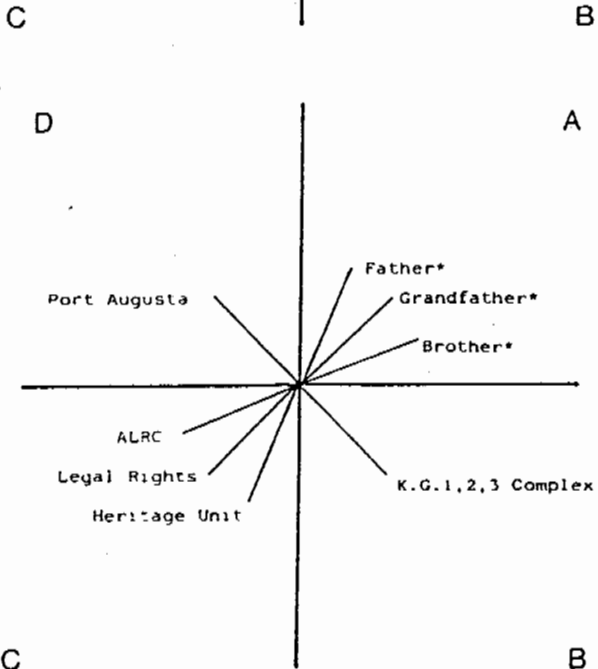 C B
D A
Father*
Port Augusta Grandfather*
Brother*
ALRC
Legal Rights K.G.1,2,3 Complex
Heritage Unit
C B